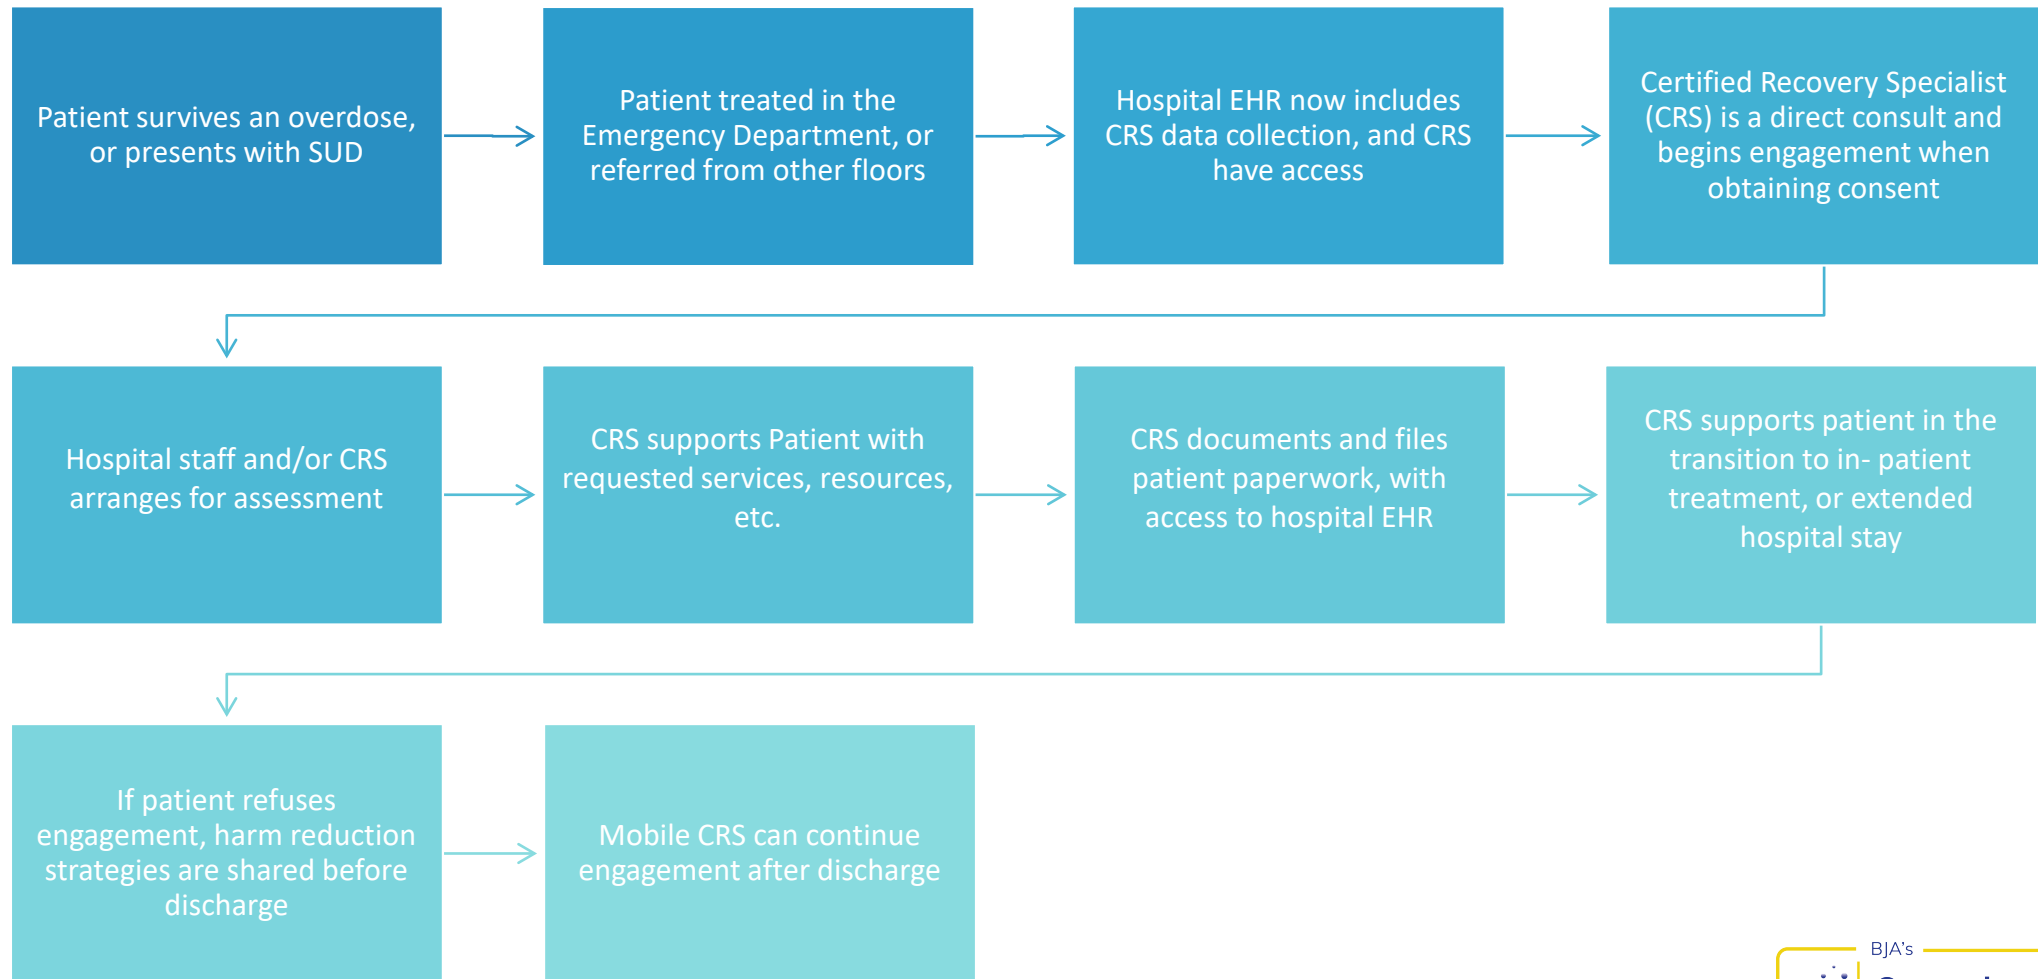 Patient survives an overdose,
or presents with SUD
Patient treated in the
Emergency Department, or
referred from other floors
Hospital EHR now includes
CRS data collection, and CRS
have access
Certified Recovery Specialist
(CRS) is a direct consult and
begins engagement when
obtaining consent
Hospital staff and/or CRS
arranges for assessment
CRS supports Patient with
requested services, resources,
etc.
CRS documents and files
patient paperwork, with
access to hospital EHR
CRS supports patient in the
transition to in- patient
treatment, or extended
hospital stay
If patient refuses
engagement, harm reduction
strategies are shared before
discharge
Mobile CRS can continue
engagement after discharge
BJA's